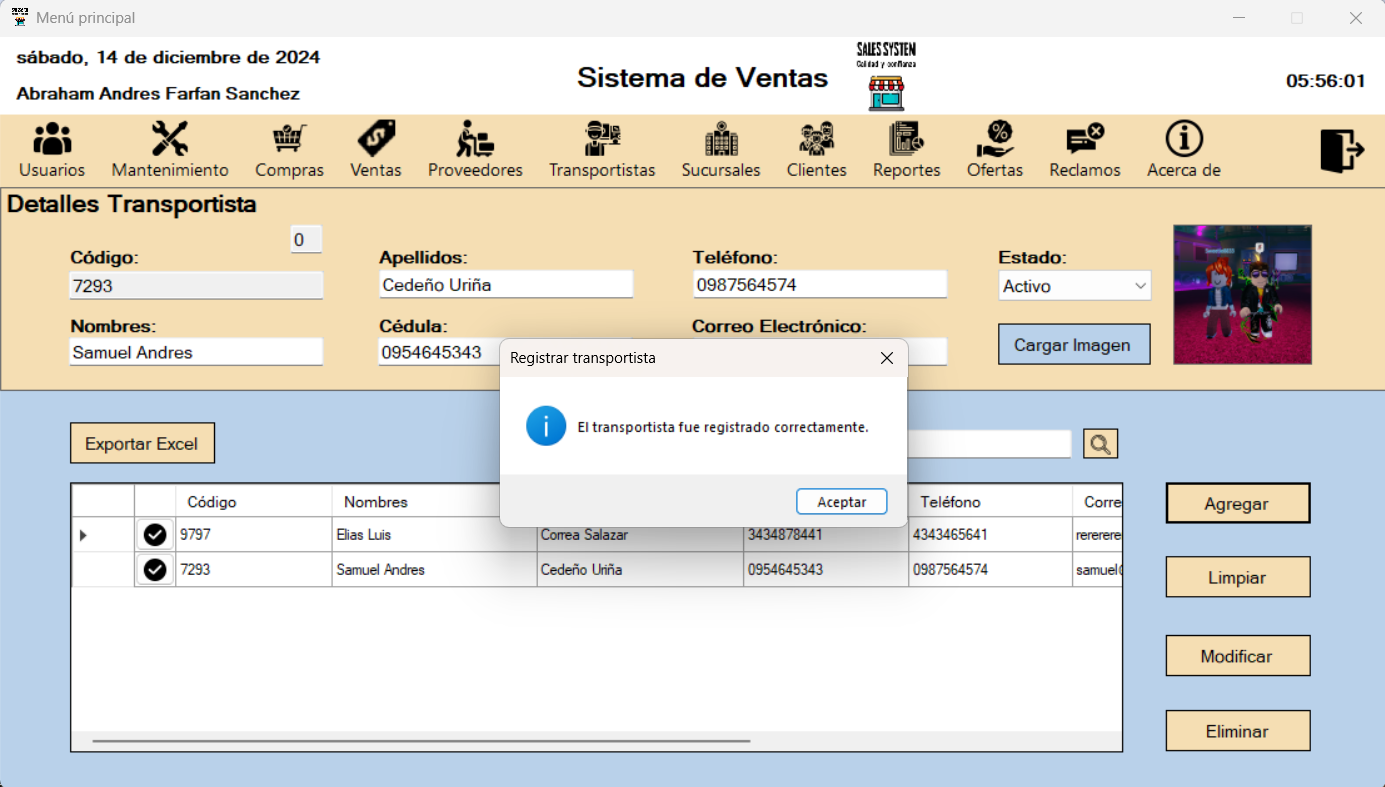 Menú principal
sábado, 14 de diciembre de 2024
Abraham Andres Farfan Sanchez
Sistema de Ventas
SALES SYSTEN
Calidad y confianza
05:56:01
Usuarios Mantenimiento Compras Ventas Proveedores Transportistas Sucursales Clientes Reportes Ofertas Reclamos Acerca de
Detalles Transportista
0
Código: Apellidos: Teléfono: Estado:
7293 Cedeño Uriña 0987564574 Activo
Nombres: Cédula: Correo Electrónico:
Samuel Andres 0954645343
Cargar Imagen
Registrar transportista
El transportista fue registrado correctamente.
Aceptar
Exportar Excel
Código Nombres Teléfono Corre
9797 Elias Luis Correa Salazar 3434878441 4343465641 rerererer
7293 Samuel Andres Cedeño Uriña 0954645343 0987564574 samuel@
Agregar
Limpiar
Modificar
Eliminar